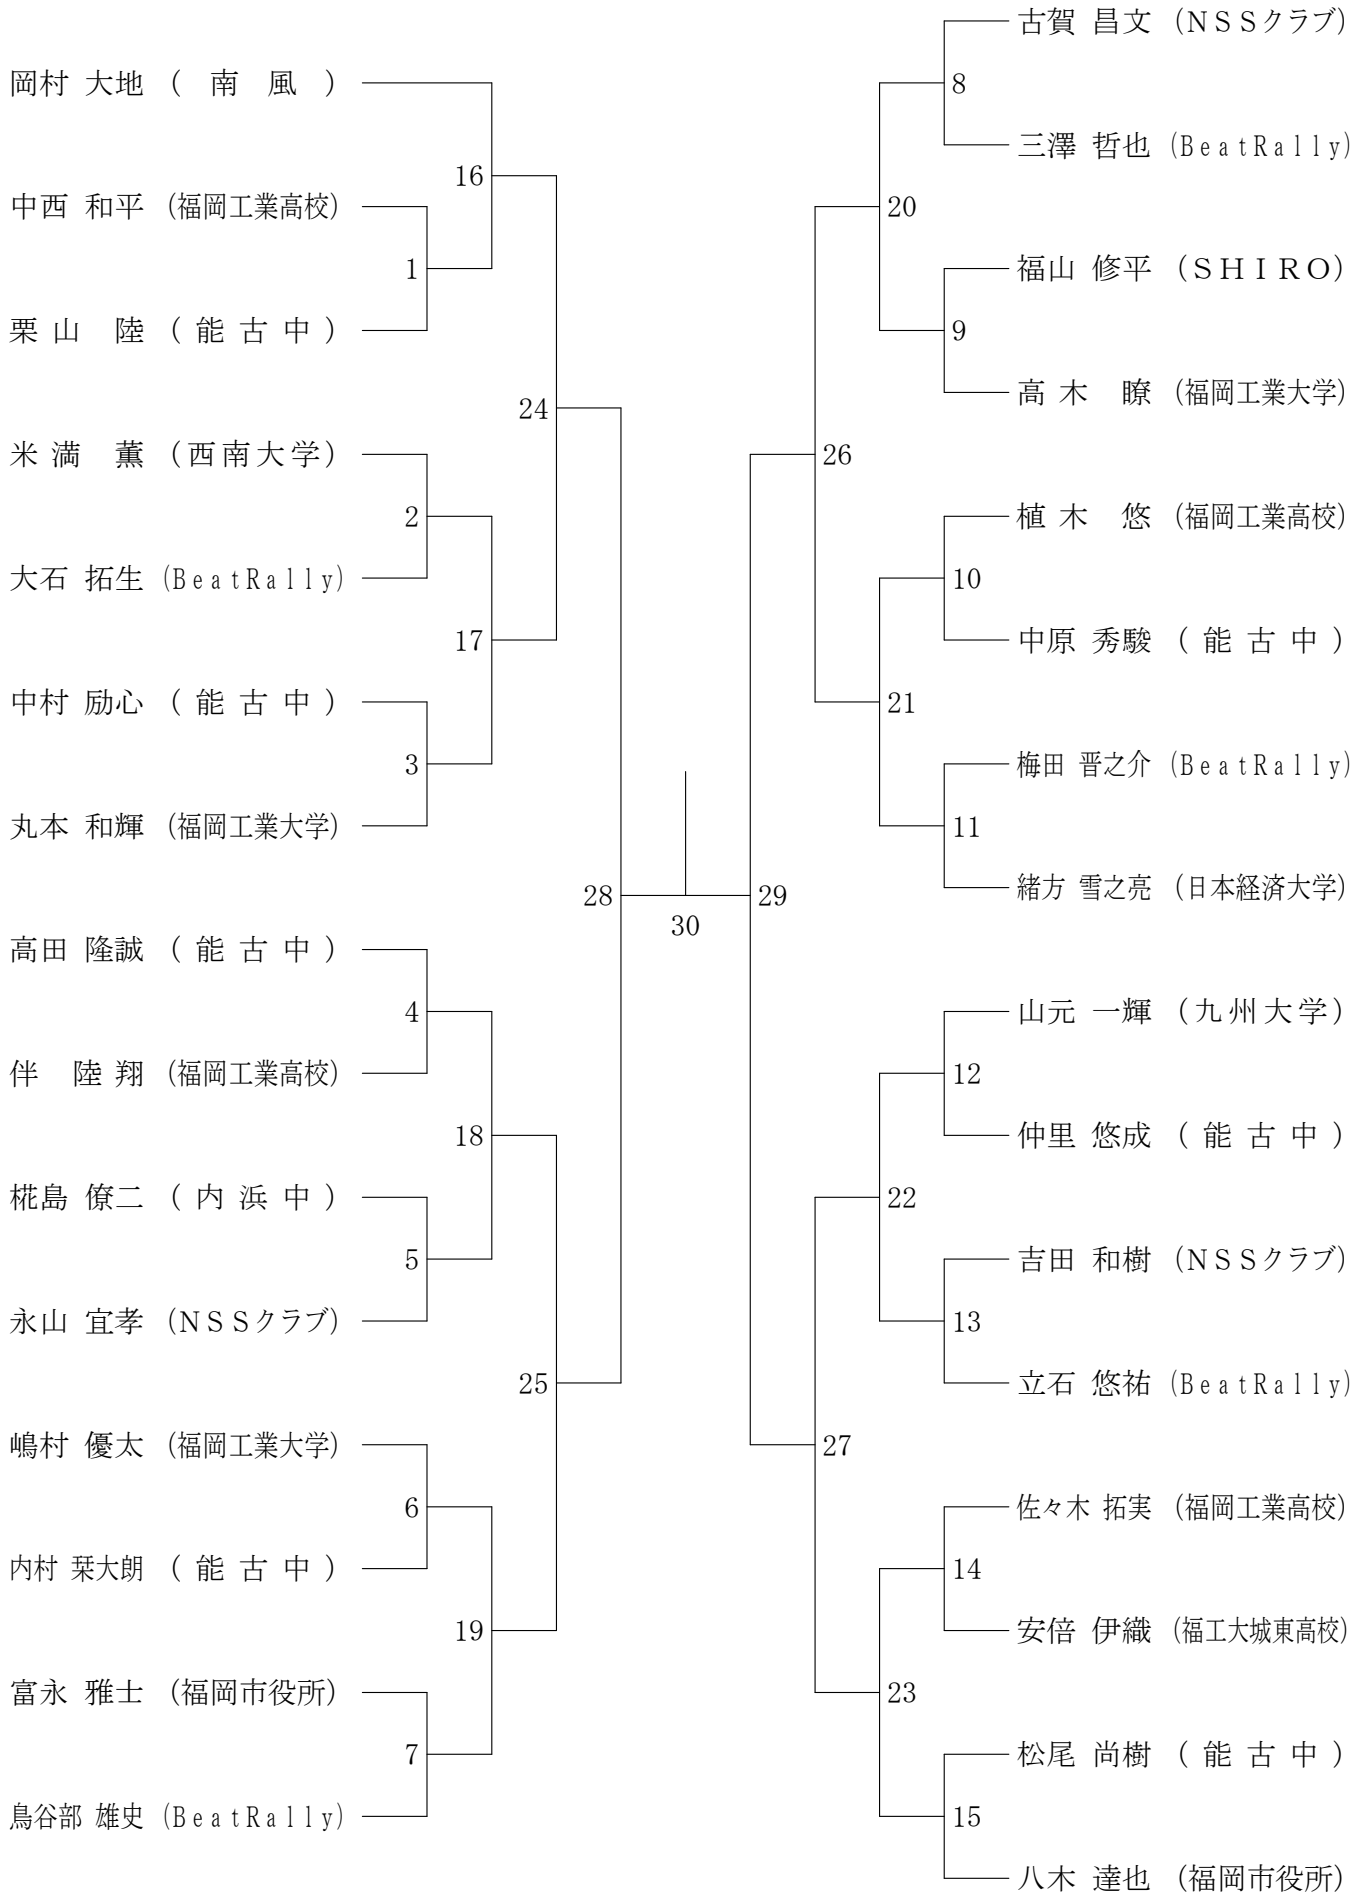 岡村 大地 ( 南 風 )
中西 和平 (福岡工業高校)
栗 山 陸 ( 能 古 中 )
米 満 薫 (西南大学)
大石 拓生 (BeatRally)
中村 励心 ( 能 古 中 )
丸本 和輝 (福岡工業大学)
高田 隆誠 ( 能 古 中 )
伴 陸 翔 (福岡工業高校)
椛島 僚二 ( 内 浜 中 )
永山 宜孝 (NSSクラブ)
嶋村 優太 (福岡工業大学)
内村 栞大朗 ( 能 古 中 )
富永 雅士 (福岡市役所)
鳥谷部 雄史 (BeatRally)
1
2
3
4
5
6
7
16
17
18
19
24
25
28
30
29
26
27
20
21
22
23
8
9
10
11
12
13
14
15
古賀 昌文 (NSSクラブ)
三澤 哲也 (BeatRally)
福山 修平 (SHIRO)
高 木 瞭 (福岡工業大学)
植 木 悠 (福岡工業高校)
中原 秀駿 ( 能 古 中 )
梅田 晋之介 (BeatRally)
緒方 雪之亮 (日本経済大学)
山元 一輝 (九州大学)
仲里 悠成 ( 能 古 中 )
吉田 和樹 (NSSクラブ)
立石 悠祐 (BeatRally)
佐々木 拓実 (福岡工業高校)
安倍 伊織 (福工大城東高校)
松尾 尚樹 ( 能 古 中 )
八木 達也 (福岡市役所)